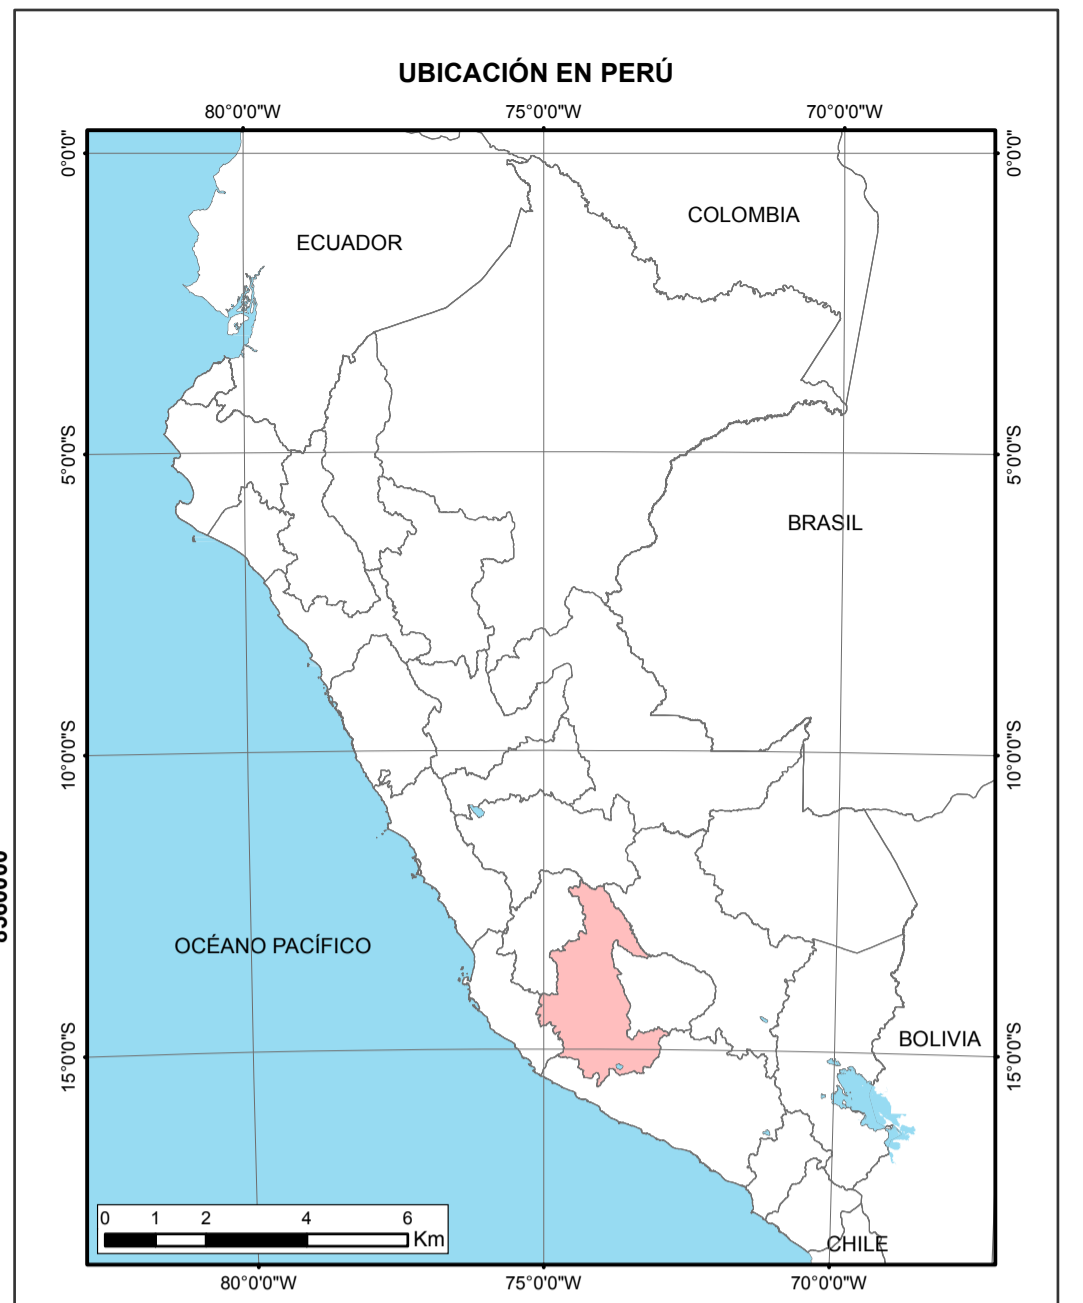 UBICACIÓN EN PERÚ
80°0'0"W 75°0'0"W 70°0'0"W
0°0'0" 0°0'0"
COLOMBIA
ECUADOR
5°0'0"S 5°0'0"S
BRASIL
10°0'0"S 10°0'0"S
OCÉANO PACÍFICO
BOLIVIA
15°0'0"S 15°0'0"S
0 1 2 4 6
Km
CHILE
80°0'0"W 75°0'0"W 70°0'0"W